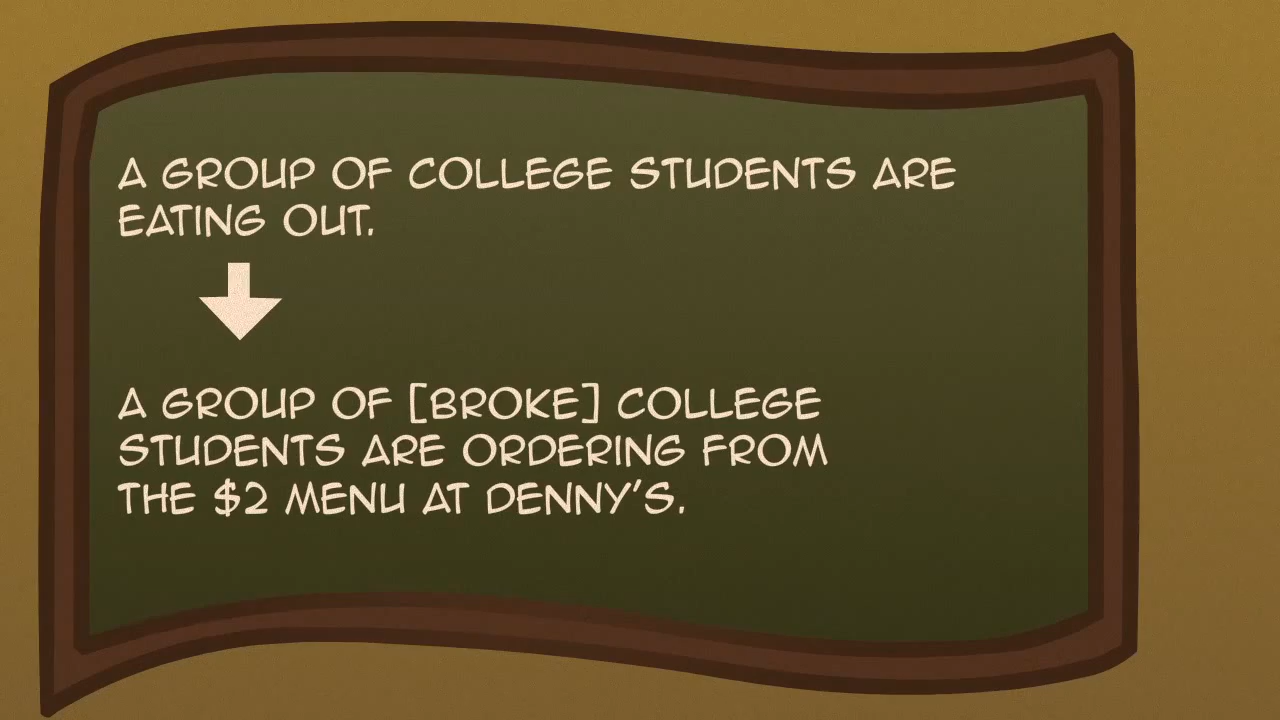 A GROUP OF COLLEGE STUDENTS ARE
EATING OUT.
A GROUP OF [BROKE] COLLEGE
STUDENTS ARE ORDERING FROM
THE $2 MENU AT DENNY'S.